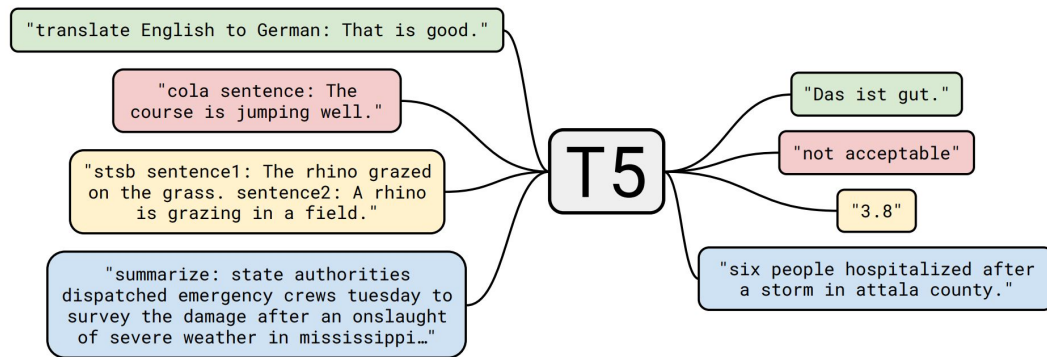 "translate English to German: That is good."
"cola sentence: The
course is jumping well."
"stsb sentence1: The rhino grazed
on the grass. sentence2: A rhino
is grazing in a field."
"summarize: state authorities
dispatched emergency crews tuesday to
survey the damage after an onslaught
of severe weather in mississippi…"
T5
"Das ist gut."
"not acceptable"
"3.8"
"six people hospitalized after
a storm in attala county."